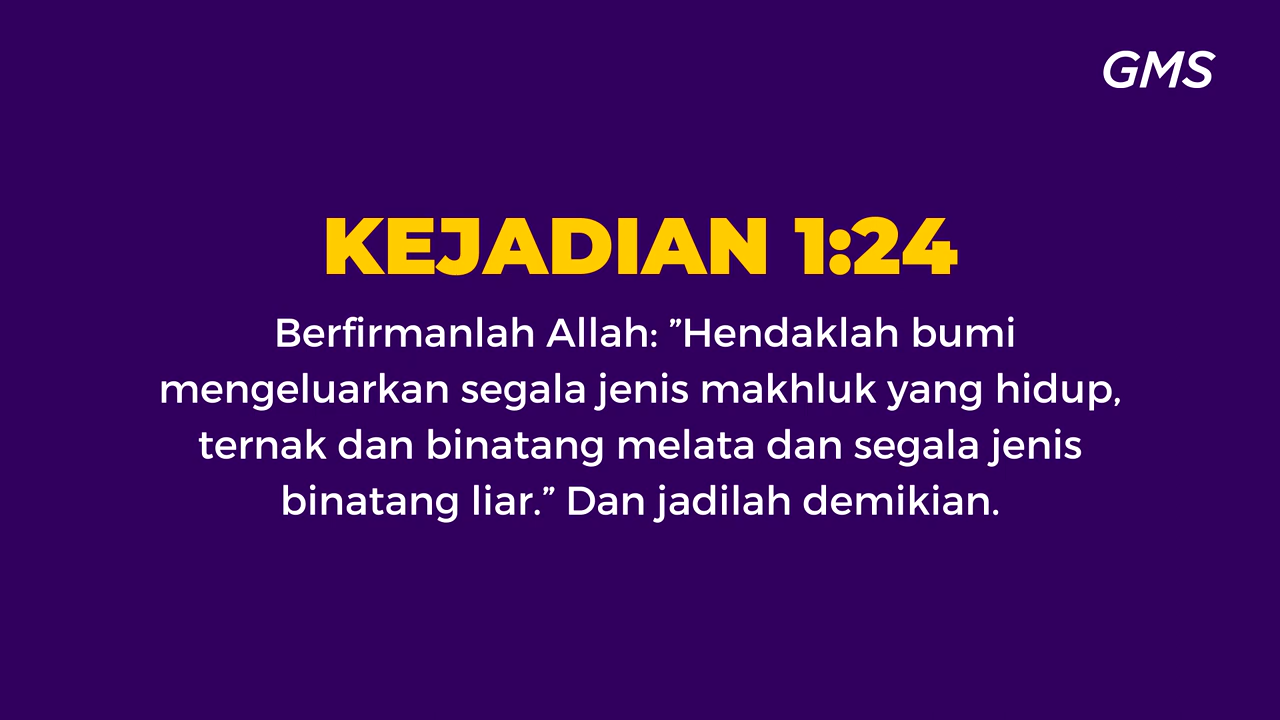 GMS
KEJADIAN 1:24
Berfirmanlah Allah: ”Hendaklah bumi
mengeluarkan segala jenis makhluk yang hidup,
ternak dan binatang melata dan segala jenis
binatang liar.” Dan jadilah demikian.